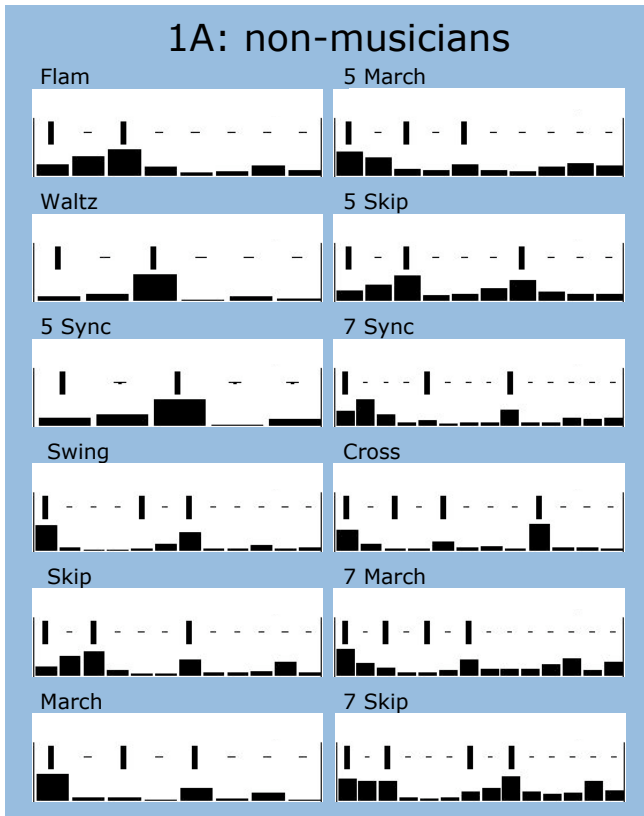 1A: non-musicians
Flam
5 March
Waltz
5 Skip
5 Sync
7 Sync
Swing
Cross
Skip
7 March
March
7 Skip